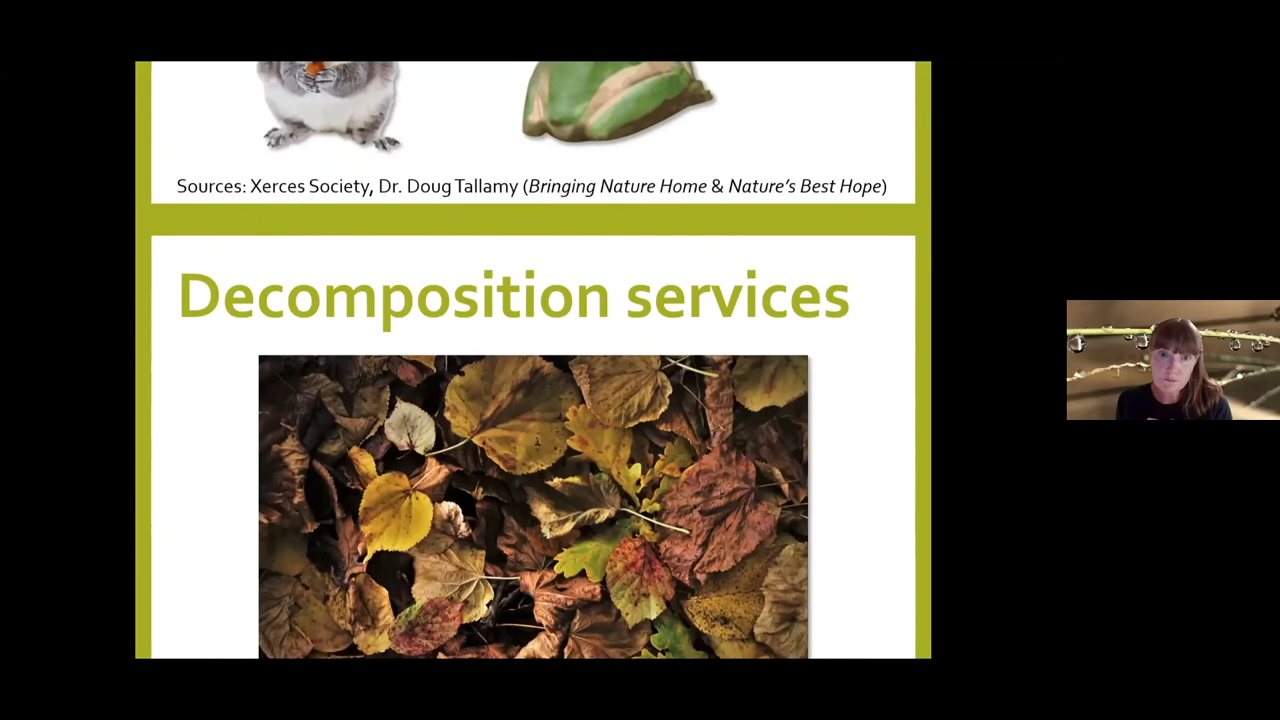 Sources: Xerces Society, Dr. Doug Tallamy (Bringing Nature Home & Nature's Best Hope)
Decomposition services